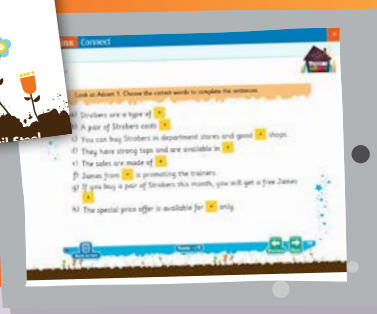 Connect
Look at Advert 1. Choose the correct words to complete the sentences.
Strobers are a type of
A pair of Strobers costs
You can buy Strobers in department stores and good shops.
d) They have strong tops and are available in
e) The soles are made of
f) James from is promoting the trainers.
g) If you buy a pair of Strobers this month, you will get a free James
h) The special price offer is available for only.